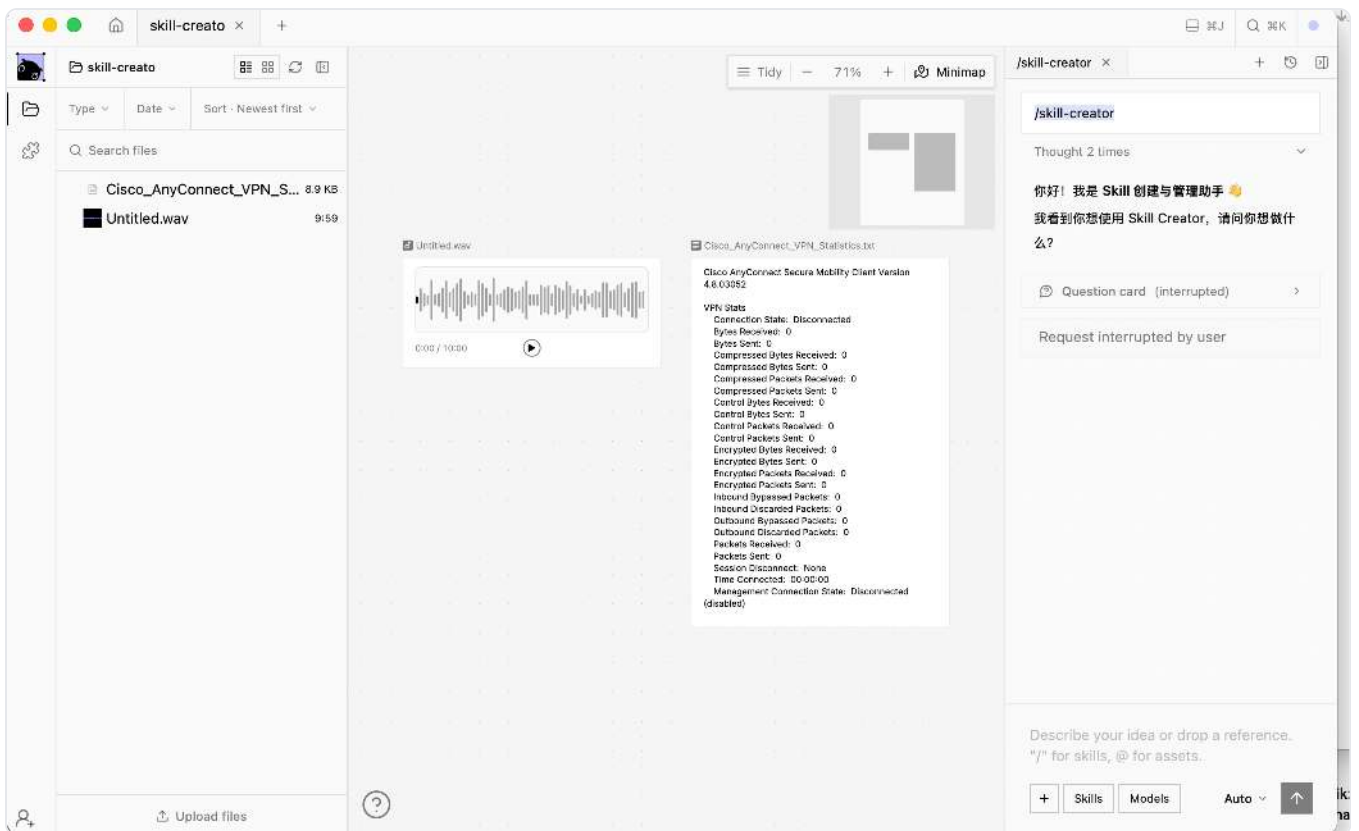 skill-creato ×
+
⌘J
⌘K
skill-creato
Type
Date
Sort · Newest first
Search files
Cisco_AnyConnect_VPN_S... 8.9 KB
Untitled.wav 9:59
Upload files
Tidy − 71% + Minimap
Untitled.wav
0:00 / 10:00
Cisco_AnyConnect_VPN_Statistics.txt
Cisco AnyConnect Secure Mobility Client Version
4.8.03052
VPN Stats
Connection State: Disconnected
Bytes Received: 0
Bytes Sent: 0
Compressed Bytes Received: 0
Compressed Bytes Sent: 0
Compressed Packets Received: 0
Compressed Packets Sent: 0
Control Bytes Received: 0
Control Bytes Sent: 0
Control Packets Received: 0
Control Packets Sent: 0
Encrypted Bytes Received: 0
Encrypted Bytes Sent: 0
Encrypted Packets Received: 0
Encrypted Packets Sent: 0
Inbound Bypassed Packets: 0
Inbound Discarded Packets: 0
Outbound Bypassed Packets: 0
Outbound Discarded Packets: 0
Packets Received: 0
Packets Sent: 0
Session Disconnect: None
Time Connected: 00:00:00
Management Connection State: Disconnected
(disabled)
/skill-creator ×
/skill-creator
Thought 2 times
你好！我是 Skill 创建与管理助手 👋
我看到你想使用 Skill Creator，请问你想做什
么？
Question card (interrupted)
Request interrupted by user
Describe your idea or drop a reference.
"/" for skills, @ for assets.
+ Skills Models Auto